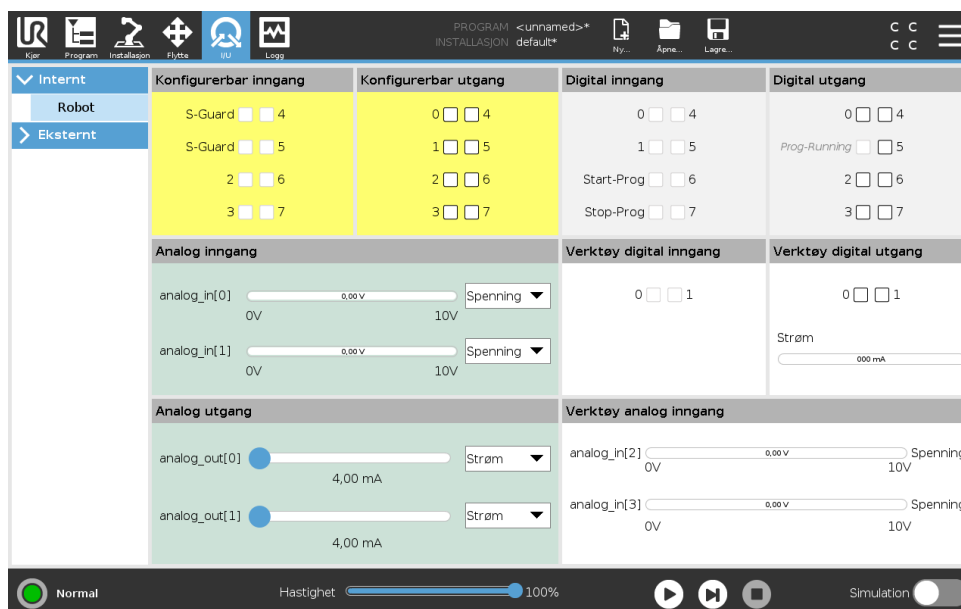 PROGRAM <unnamed>*
INSTALLASJON default*
C C
C C
Kjør Program Installasjon Flytte I/U Logg Ny... Åpne... Lagre...
Internt
Robot
Eksternt
Konfigurerbar inngang
S-Guard 4
S-Guard 5
2 6
3 7
Konfigurerbar utgang
0 4
1 5
2 6
3 7
Digital inngang
0 4
1 5
Start-Prog 6
Stop-Prog 7
Digital utgang
0 4
Prog-Running 5
2 6
3 7
Analog inngang
analog_in[0] 0,00 V Spenning
0V 10V
analog_in[1] 0,00 V Spenning
0V 10V
Verktøy digital inngang
0 1
Verktøy digital utgang
0 1
Strøm
000 mA
Analog utgang
analog_out[0] Strøm
4,00 mA
analog_out[1] Strøm
4,00 mA
Verktøy analog inngang
analog_in[2] 0,00 V Spenning
0V 10V
analog_in[3] 0,00 V Spenning
0V 10V
Normal Hastighet 100% Simulation